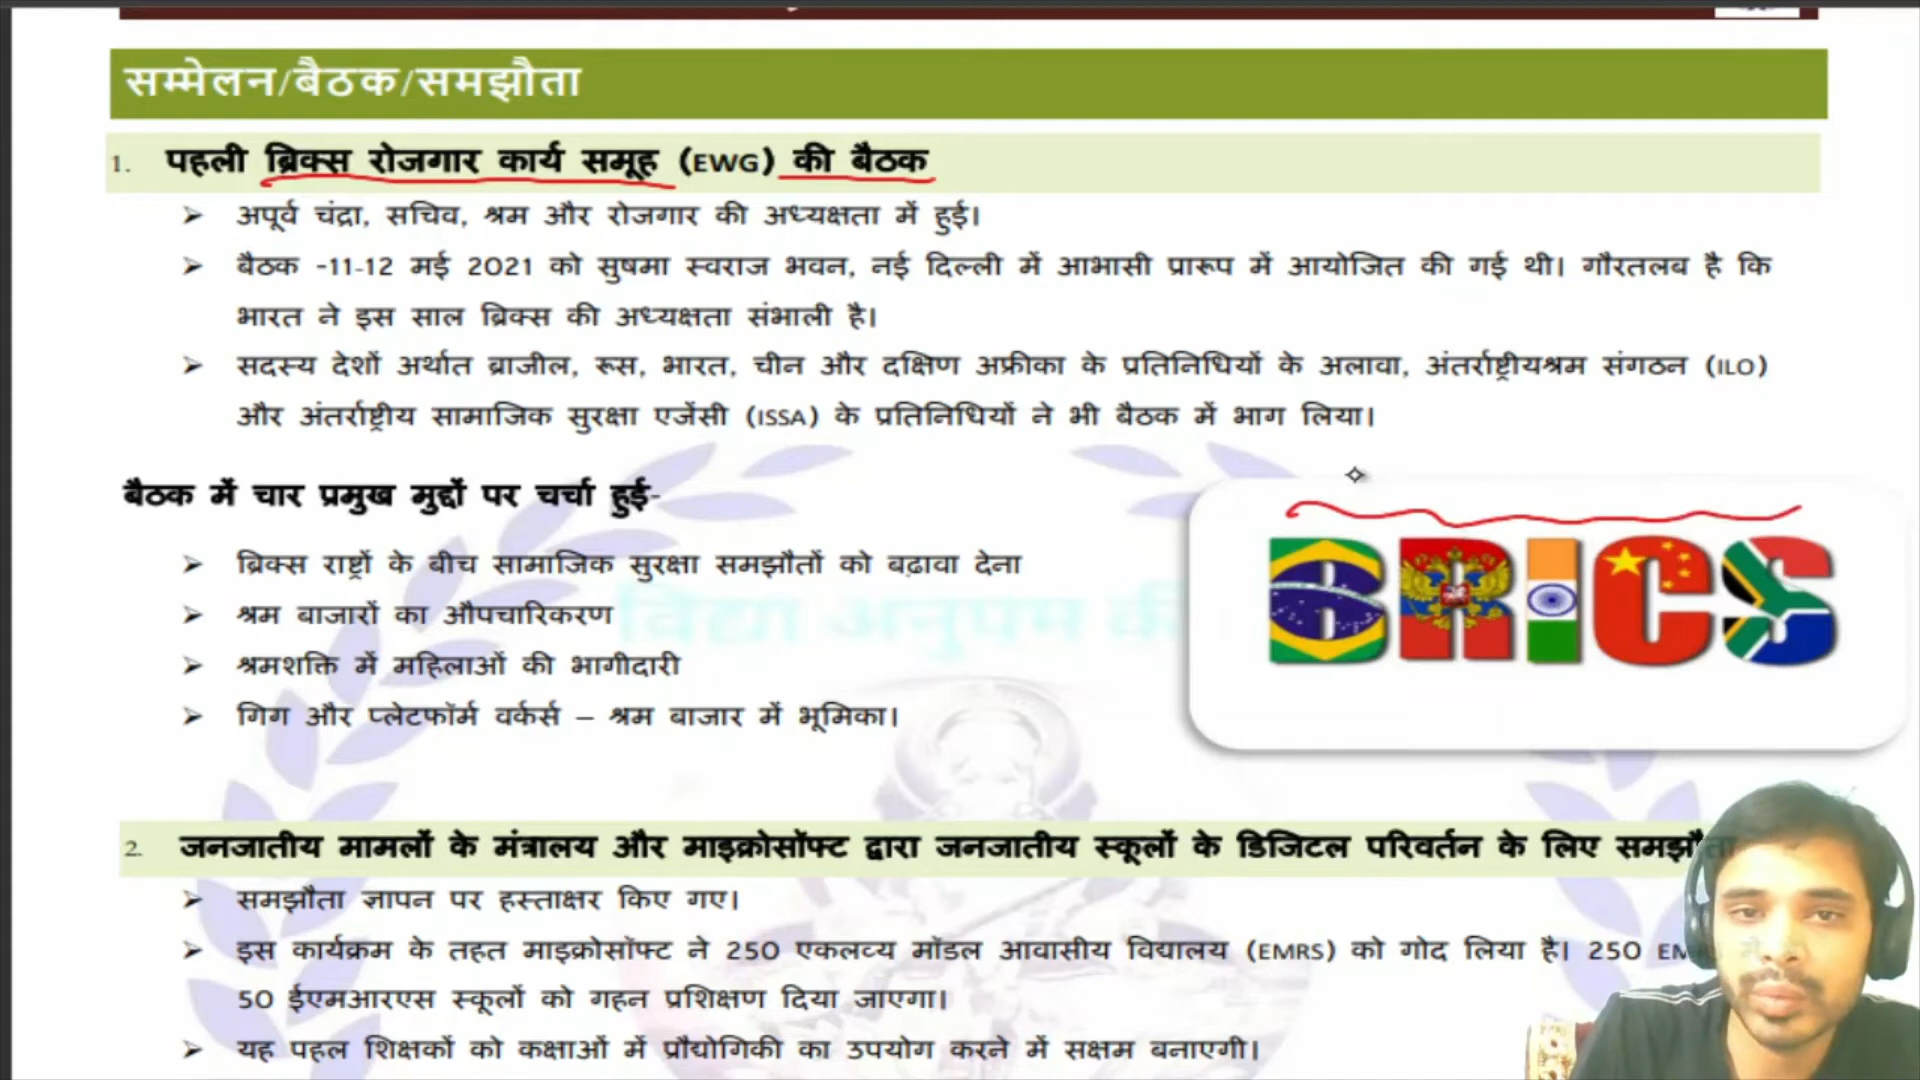 सम्मेलन/बैठक/समझौता
1. पहली ब्रिक्स रोजगार कार्य समूह (EWG) की बैठक
➢ अपूर्व चंद्रा, सचिव, श्रम और रोजगार की अध्यक्षता में हुई।
➢ बैठक -11-12 मई 2021 को सुषमा स्वराज भवन, नई दिल्ली में आभासी प्रारूप में आयोजित की गई थी। गौरतलब है कि
भारत ने इस साल ब्रिक्स की अध्यक्षता संभाली है।
➢ सदस्य देशों अर्थात ब्राजील, रूस, भारत, चीन और दक्षिण अफ्रीका के प्रतिनिधियों के अलावा, अंतर्राष्ट्रीयश्रम संगठन (ILO)
और अंतर्राष्ट्रीय सामाजिक सुरक्षा एजेंसी (ISSA) के प्रतिनिधियों ने भी बैठक में भाग लिया।
बैठक में चार प्रमुख मुद्दों पर चर्चा हुई-
➢ ब्रिक्स राष्ट्रों के बीच सामाजिक सुरक्षा समझौतों को बढ़ावा देना
➢ श्रम बाजारों का औपचारिकरण
➢ श्रमशक्ति में महिलाओं की भागीदारी
➢ गिग और प्लेटफॉर्म वर्कर्स – श्रम बाजार में भूमिका।
विद्या अनुपम की
BRICS
2. जनजातीय मामलों के मंत्रालय और माइक्रोसॉफ्ट द्वारा जनजातीय स्कूलों के डिजिटल परिवर्तन के लिए समझौता
➢ समझौता ज्ञापन पर हस्ताक्षर किए गए।
➢ इस कार्यक्रम के तहत माइक्रोसॉफ्ट ने 250 एकलव्य मॉडल आवासीय विद्यालय (EMRS) को गोद लिया है। 250
50 ईएमआरएस स्कूलों को गहन प्रशिक्षण दिया जाएगा।
➢ यह पहल शिक्षकों को कक्षाओं में प्रौद्योगिकी का उपयोग करने में सक्षम बनाएगी।